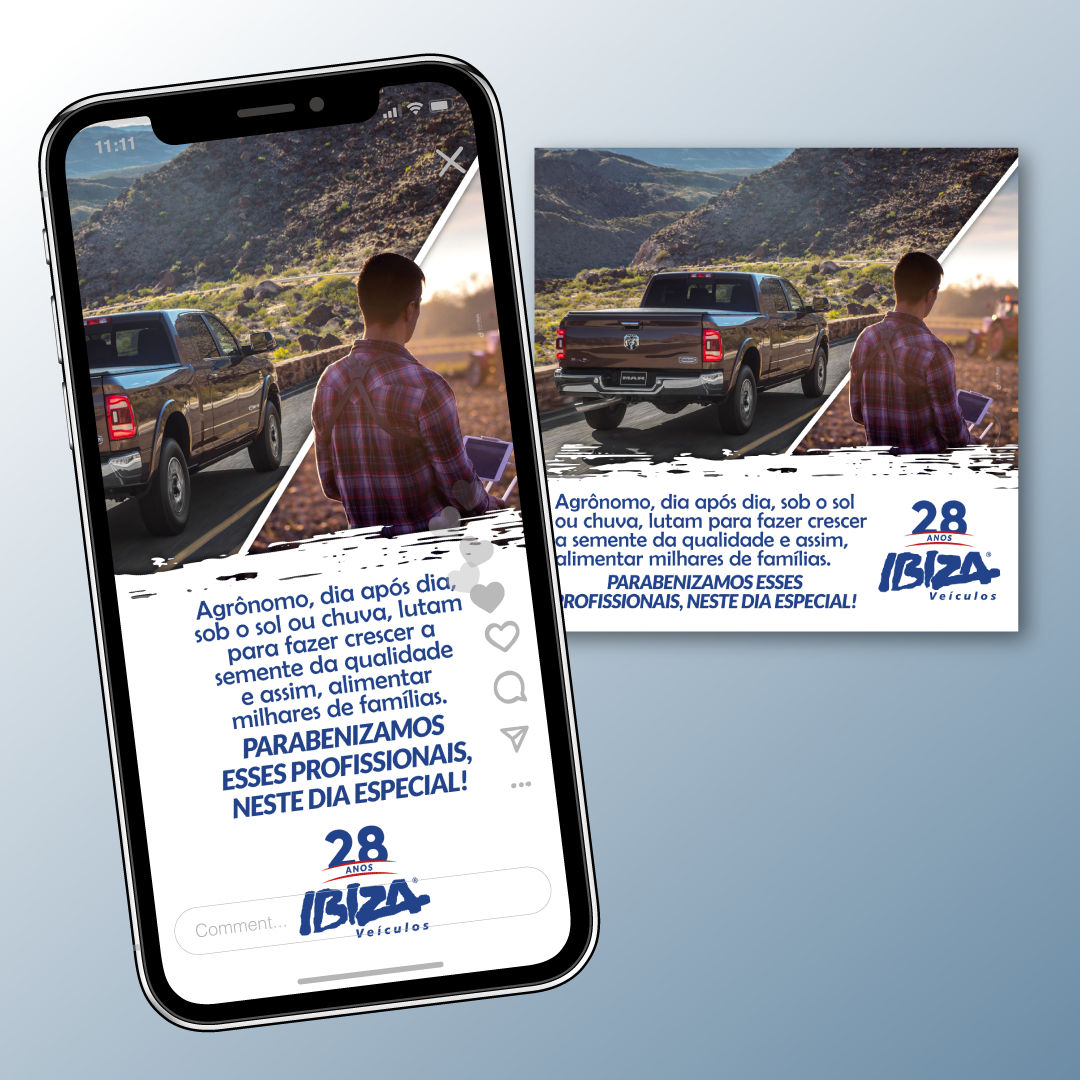 11:11
Agrônomo, dia após dia,
sob o sol ou chuva, lutam
para fazer crescer a
semente da qualidade
e assim, alimentar
milhares de famílias.
PARABENIZAMOS
ESSES PROFISSIONAIS,
NESTE DIA ESPECIAL!
28
ANOS
IBIZA®
Veículos
Comment...
RAM
Agrônomo, dia após dia, sob o sol
ou chuva, lutam para fazer crescer
a semente da qualidade e assim,
alimentar milhares de famílias.
PARABENIZAMOS ESSES
PROFISSIONAIS, NESTE DIA ESPECIAL!
28
ANOS
IBIZA®
Veículos